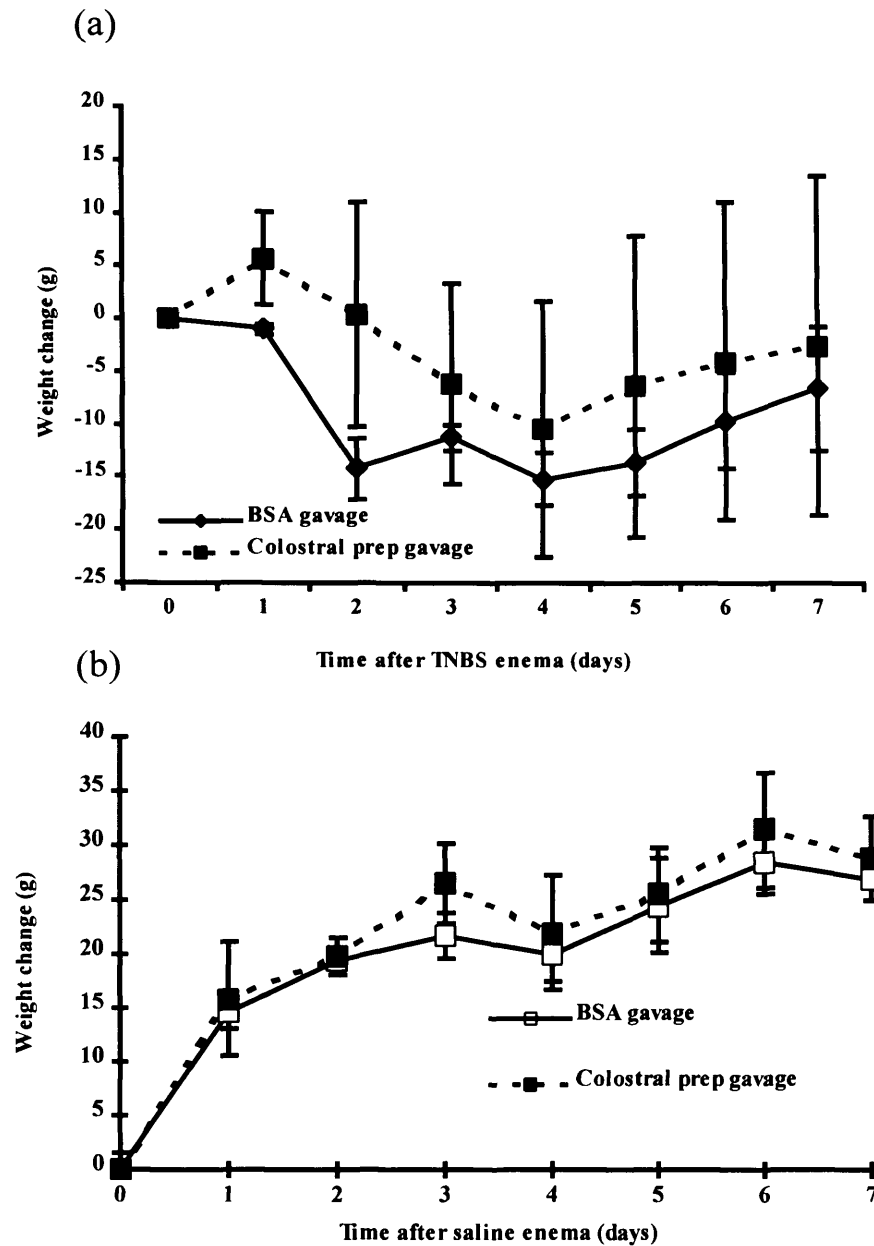 (a)
20
15
10
5
0
-5
-10
-15
-20
-25
Weight change (g)
BSA gavage
Colostral prep gavage
0 1 2 3 4 5 6 7
Time after TNBS enema (days)
(b)
40
35
30
25
20
15
10
5
0
Weight change (g)
BSA gavage
Colostral prep gavage
0 1 2 3 4 5 6 7
Time after saline enema (days)